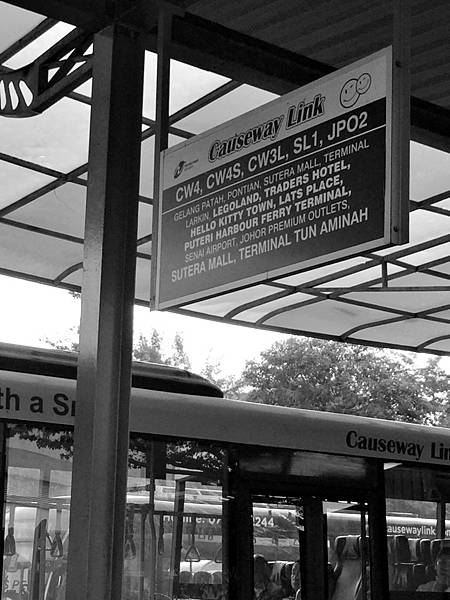 Causeway Link
CW4, CW4S, CW3L, SL1, JPO2
GELANG PATAH, PONTIAN, SUTERA MALL, TERMINAL
LARKIN, LEGOLAND, TRADERS HOTEL,
HELLO KITTY TOWN, LATS PLACE,
PUTERI HARBOUR FERRY TERMINAL,
SENAI AIRPORT, JOHOR PREMIUM OUTLETS,
SUTERA MALL, TERMINAL TUN AMINAH
th a
Causeway Lin
244
causewaylink